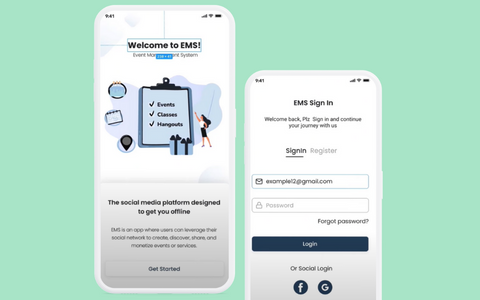 9:41
Welcome to EMS!
Event Man
nt System
Events
Classes
Hangouts
The social media platform designed
to get you offline
EMS is an app where users can leverage their
social network to create, discover, share, and
monetize events or services.
Get Started
9:41
EMS Sign In
Welcome back, Plz Sign in and continue
your journey with us
Signin Register
example12@gmail.com
Password
Forgot password?
Login
Or Social Login
f G